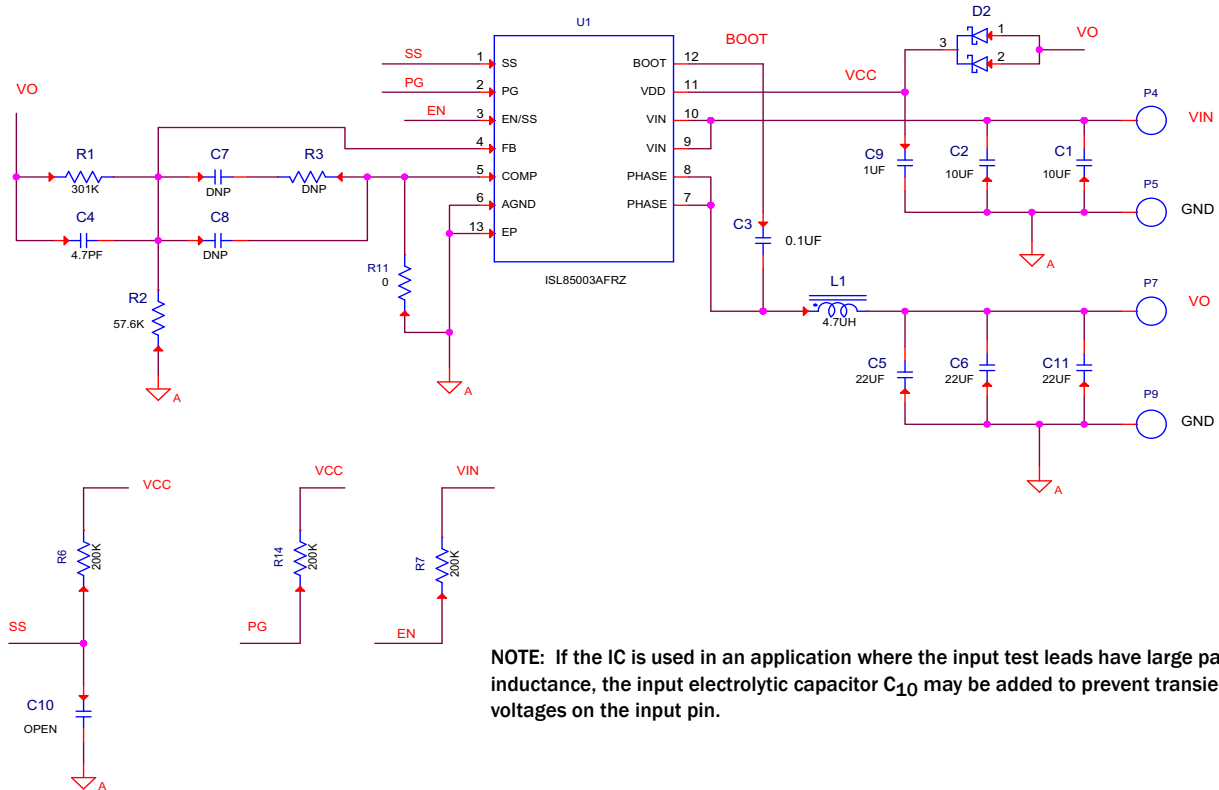 U1
ISL85003AFRZ
SS 1 SS
PG 2 PG
EN 3 EN/SS
4 FB
5 COMP
6 AGND
13 EP
BOOT 12 BOOT
VDD 11 VCC
VIN 10
VIN 9
PHASE 8
PHASE 7
D2
3 1 VO
2
VO
R1
301K
C7
DNP
R3
DNP
C4
4.7PF
C8
DNP
R2
57.6K
A
R11
0
A
C9
1UF
C2
10UF
C1
10UF
P4
VIN
P5
GND
A
C3
0.1UF
L1
4.7UH
P7
VO
C5
22UF
C6
22UF
C11
22UF
P9
GND
A
VCC
R6
200K
SS
C10
OPEN
A
VCC
R14
200K
PG
VIN
R7
200K
EN
NOTE: If the IC is used in an application where the input test leads have large pa
inductance, the input electrolytic capacitor C10 may be added to prevent transie
voltages on the input pin.